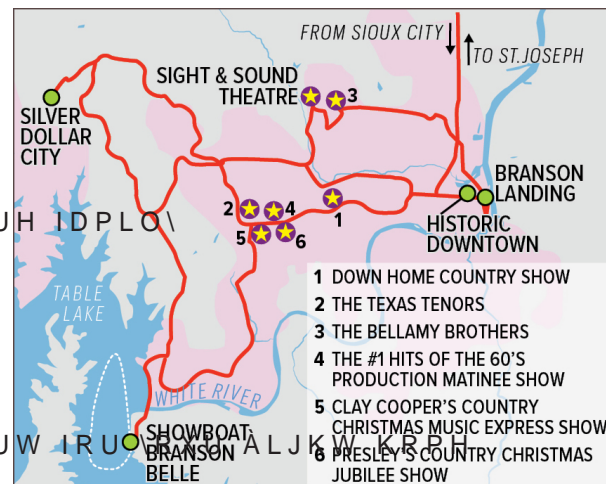 FROM SIOUX CITY
TO ST. JOSEPH
SIGHT & SOUND
THEATRE
3
SILVER
DOLLAR
CITY
BRANSON
LANDING
HISTORIC
DOWNTOWN
2
4
1
5
6
UH IDPLO\
TABLE
LAKE
WHITE RIVER
1 DOWN HOME COUNTRY SHOW
2 THE TEXAS TENORS
3 THE BELLAMY BROTHERS
4 THE #1 HITS OF THE 60'S
PRODUCTION MATINEE SHOW
5 CLAY COOPER'S COUNTRY
CHRISTMAS MUSIC EXPRESS SHOW
6 PRESLEY'S COUNTRY CHRISTMAS
JUBILEE SHOW
SHOWBOAT
BRANSON
BELLE